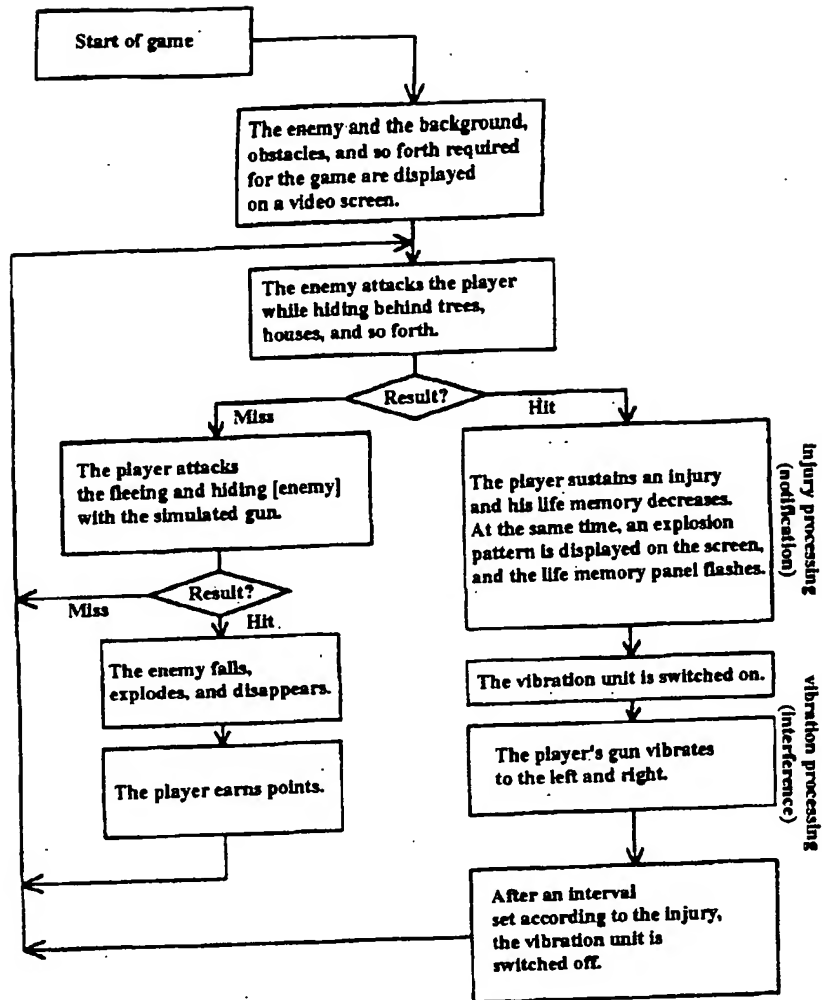 Start of game
The enemy and the background,
obstacles, and so forth required
for the game are displayed
on a video screen.
The enemy attacks the player
while hiding behind trees,
houses, and so forth.
Result?
Miss
Hit
The player attacks
the fleeing and hiding [enemy]
with the simulated gun.
Result?
Miss
Hit
The enemy falls,
explodes, and disappears.
The player earns points.
The player sustains an injury
and his life memory decreases.
At the same time, an explosion
pattern is displayed on the screen,
and the life memory panel flashes.
injury processing
(notification)
The vibration unit is switched on.
The player's gun vibrates
to the left and right.
vibration processing
(interference)
After an interval
set according to the injury,
the vibration unit is
switched off.